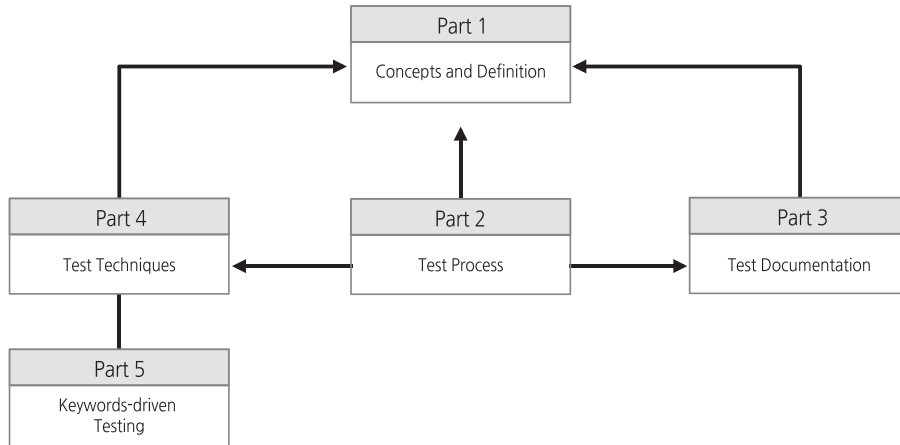 Part 1
Concepts and Definition
Part 4
Test Techniques
Part 2
Test Process
Part 3
Test Documentation
Part 5
Keywords-driven
Testing